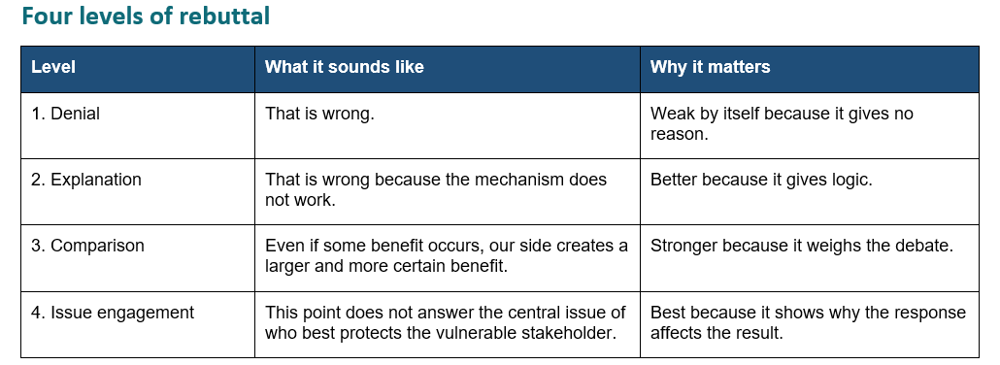 Four levels of rebuttal
Level
What it sounds like
Why it matters
1. Denial
That is wrong.
Weak by itself because it gives no
reason.
2. Explanation
That is wrong because the mechanism does
not work.
Better because it gives logic.
3. Comparison
Even if some benefit occurs, our side creates a
larger and more certain benefit.
Stronger because it weighs the debate.
4. Issue engagement
This point does not answer the central issue of
who best protects the vulnerable stakeholder.
Best because it shows why the response
affects the result.